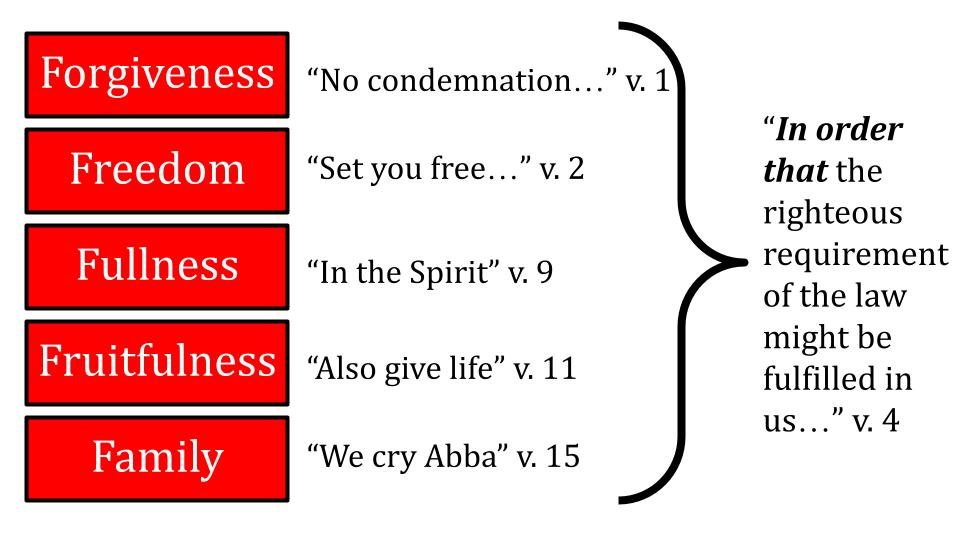 Forgiveness “No condemnation…” v. 1
Freedom “Set you free…” v. 2
Fullness “In the Spirit” v. 9
Fruitfulness “Also give life” v. 11
Family “We cry Abba” v. 15
“In order
that the
righteous
requirement
of the law
might be
fulfilled in
us…” v. 4